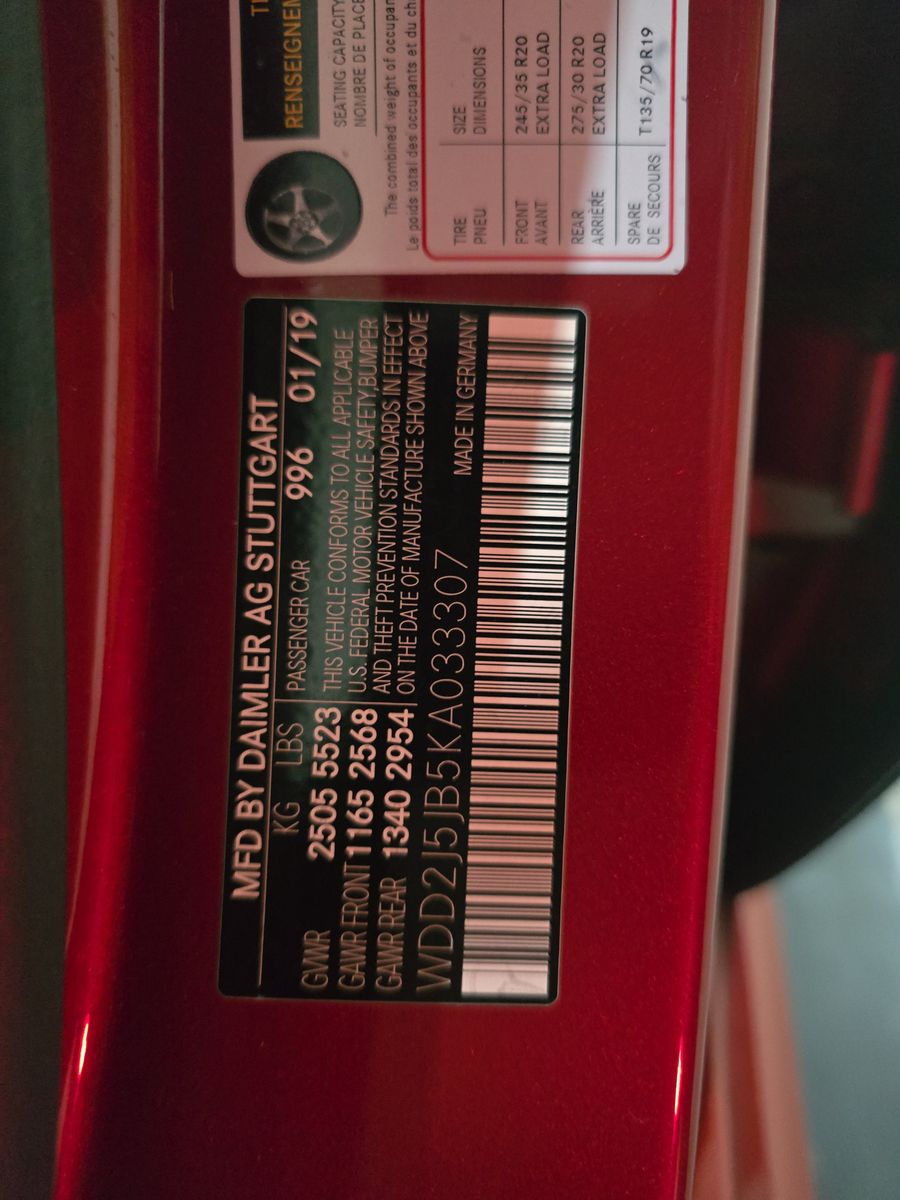 MFD BY DAIMLER AG STUTTGART
KG LBS PASSENGER CAR 996 01/19
GVWR 2505 5523 THIS VEHICLE CONFORMS TO ALL APPLICABLE
GAWR FRONT 1165 2568 U.S. FEDERAL MOTOR VEHICLE SAFETY,BUMPER
GAWR REAR 1340 2954 AND THEFT PREVENTION STANDARDS IN EFFECT
ON THE DATE OF MANUFACTURE SHOWN ABOVE
WDD2J5JB5KA033307 MADE IN GERMANY
SEATING CAPACITY
NOMBRE DE PLACE
The combined weight of
Le poids total des occupants et du
TIRE SIZE
PNEU DIMENSIONS
FRONT 245/35 R20
AVANT EXTRA LOAD
REAR 275/30 R20
ARRIÈRE EXTRA LOAD
SPARE T135/70 R19
DE SECOURS